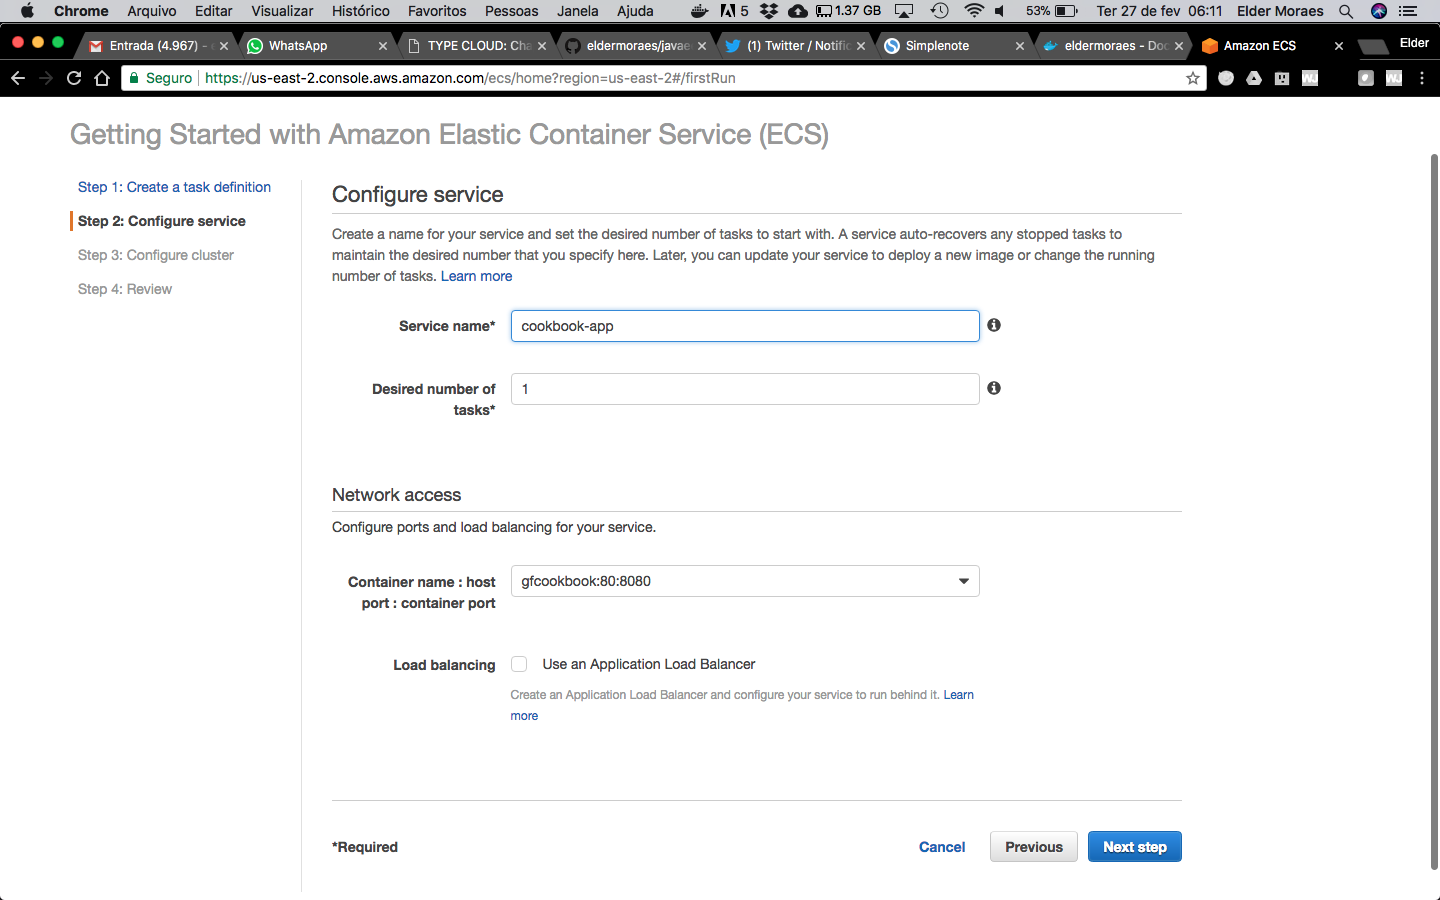 Chrome Arquivo Editar Visualizar Histórico Favoritos Pessoas Janela Ajuda 5 1.37 GB 53% Ter 27 de fev 06:11 Elder Moraes
Entrada (4.967) - WhatsApp TYPE CLOUD: Cha eldermoraes/javae (1) Twitter / Notific Simplenote eldermoraes - Doc Amazon ECS Elder
Seguro https://us-east-2.console.aws.amazon.com/ecs/home?region=us-east-2#/firstRun
Getting Started with Amazon Elastic Container Service (ECS)
Step 1: Create a task definition
Step 2: Configure service
Step 3: Configure cluster
Step 4: Review
Configure service
Create a name for your service and set the desired number of tasks to start with. A service auto-recovers any stopped tasks to
maintain the desired number that you specify here. Later, you can update your service to deploy a new image or change the running
number of tasks. Learn more
Service name* cookbook-app
Desired number of
tasks* 1
Network access
Configure ports and load balancing for your service.
Container name : host
port : container port gfcookbook:80:8080
Load balancing Use an Application Load Balancer
Create an Application Load Balancer and configure your service to run behind it. Learn
more
*Required Cancel Previous Next step